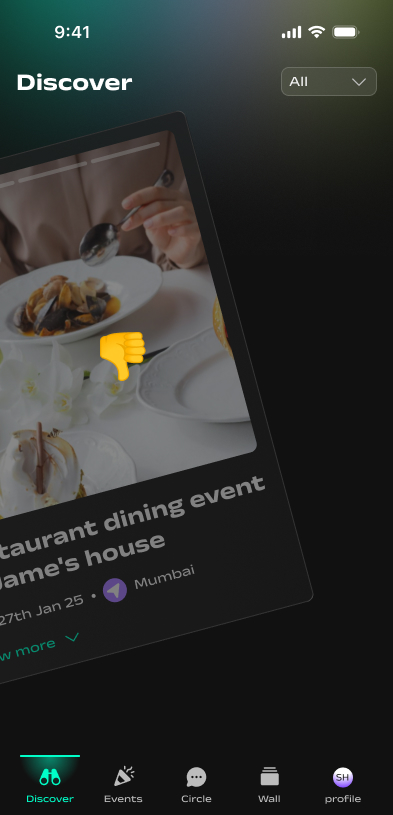 9:41
Discover
All
taurant dining event
Jame's house
27th Jan 25 • Mumbai
w more
Discover
Events
Circle
Wall
SH
profile